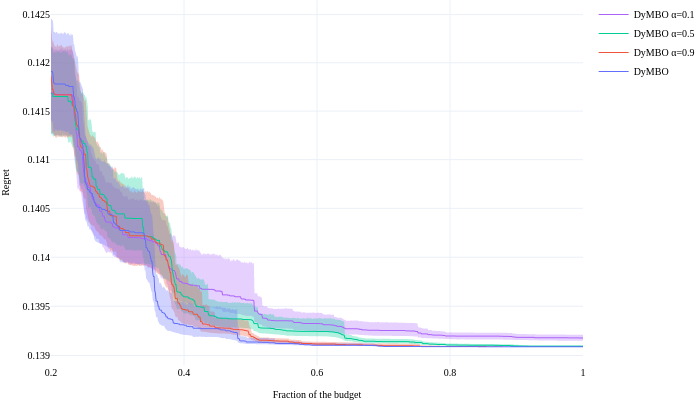 0.1425
0.142
0.1415
0.141
0.1405
0.14
0.1395
0.139
Regret
0.2
0.4
0.6
0.8
1
Fraction of the budget
DyMBO α=0.1
DyMBO α=0.5
DyMBO α=0.9
DyMBO